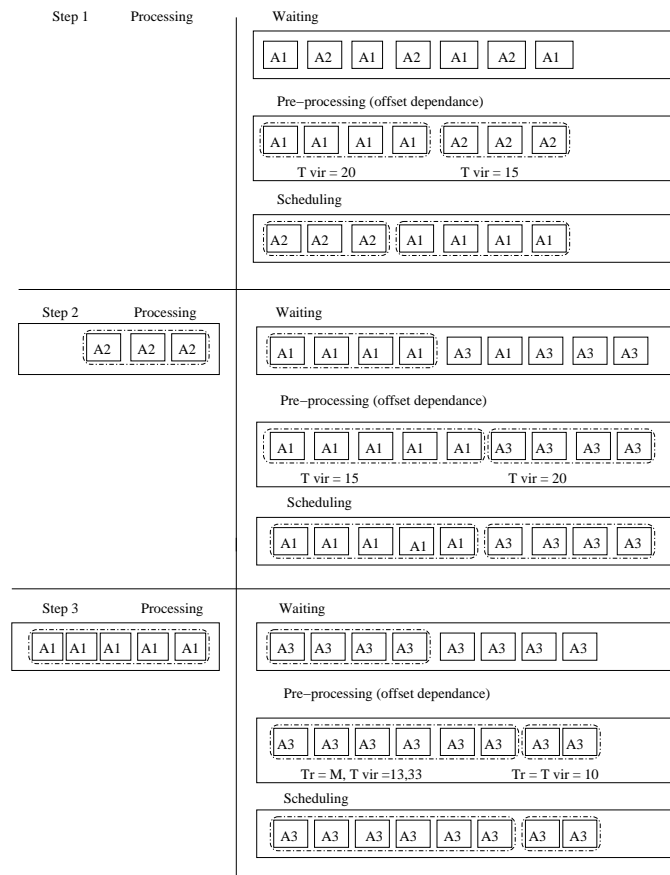 Step 1 Processing Waiting
A1 A2 A1 A2 A1 A2 A1
Pre-processing (offset dependance)
A1 A1 A1 A1 A2 A2 A2
T vir = 20 T vir = 15
Scheduling
A2 A2 A2 A1 A1 A1 A1
Step 2 Processing Waiting
A2 A2 A2 A1 A1 A1 A1 A3 A1 A3 A3 A3
Pre-processing (offset dependance)
A1 A1 A1 A1 A1 A3 A3 A3 A3
T vir = 15 T vir = 20
Scheduling
A1 A1 A1 A1 A1 A3 A3 A3 A3
Step 3 Processing Waiting
A1 A1 A1 A1 A1 A3 A3 A3 A3 A3 A3 A3 A3
Pre-processing (offset dependance)
A3 A3 A3 A3 A3 A3 A3 A3
Tr = M, T vir =13,33 Tr = T vir = 10
Scheduling
A3 A3 A3 A3 A3 A3 A3 A3